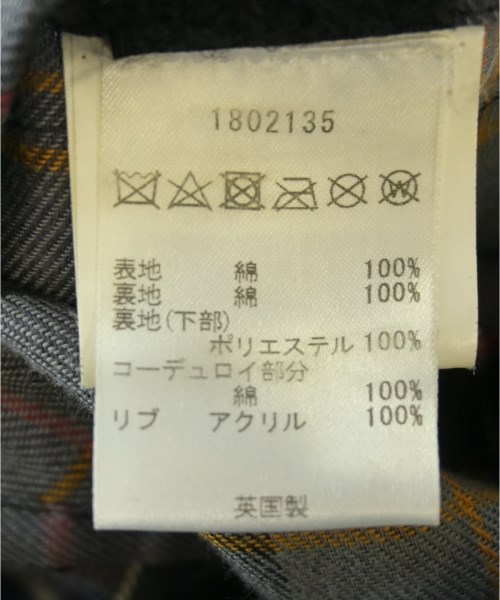 1802135
表地 綿 100%
裏地 綿 100%
裏地(下部)
ポリエステル 100%
コーデュロイ部分
綿 100%
リブ アクリル 100%
英国製